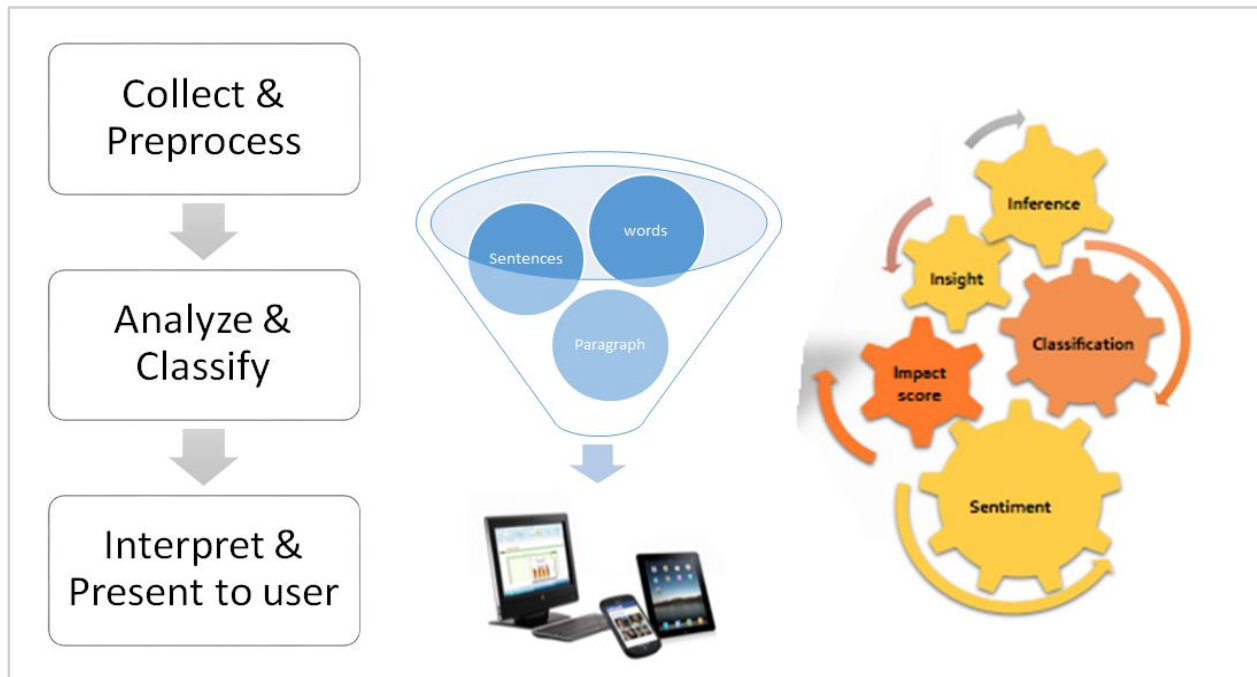 Collect &
Preprocess
Analyze &
Classify
Interpret &
Present to user
Sentences
words
Paragraph
Inference
Insight
Classification
Impact
score
Sentiment